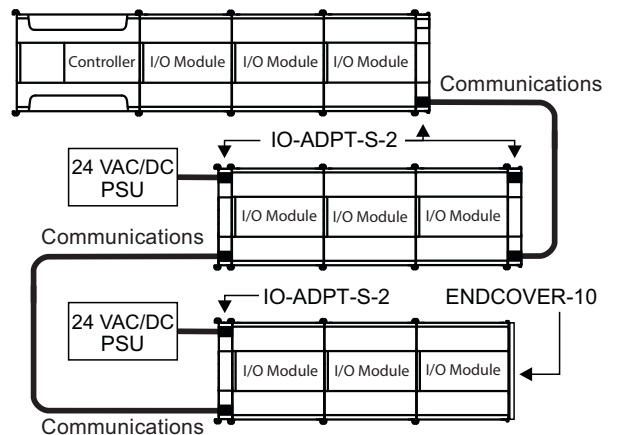 Controller I/O Module I/O Module I/O Module
Communications
IO-ADPT-S-2
24 VAC/DC
PSU
I/O Module I/O Module I/O Module
Communications
IO-ADPT-S-2
ENDCOVER-10
24 VAC/DC
PSU
I/O Module I/O Module I/O Module
Communications